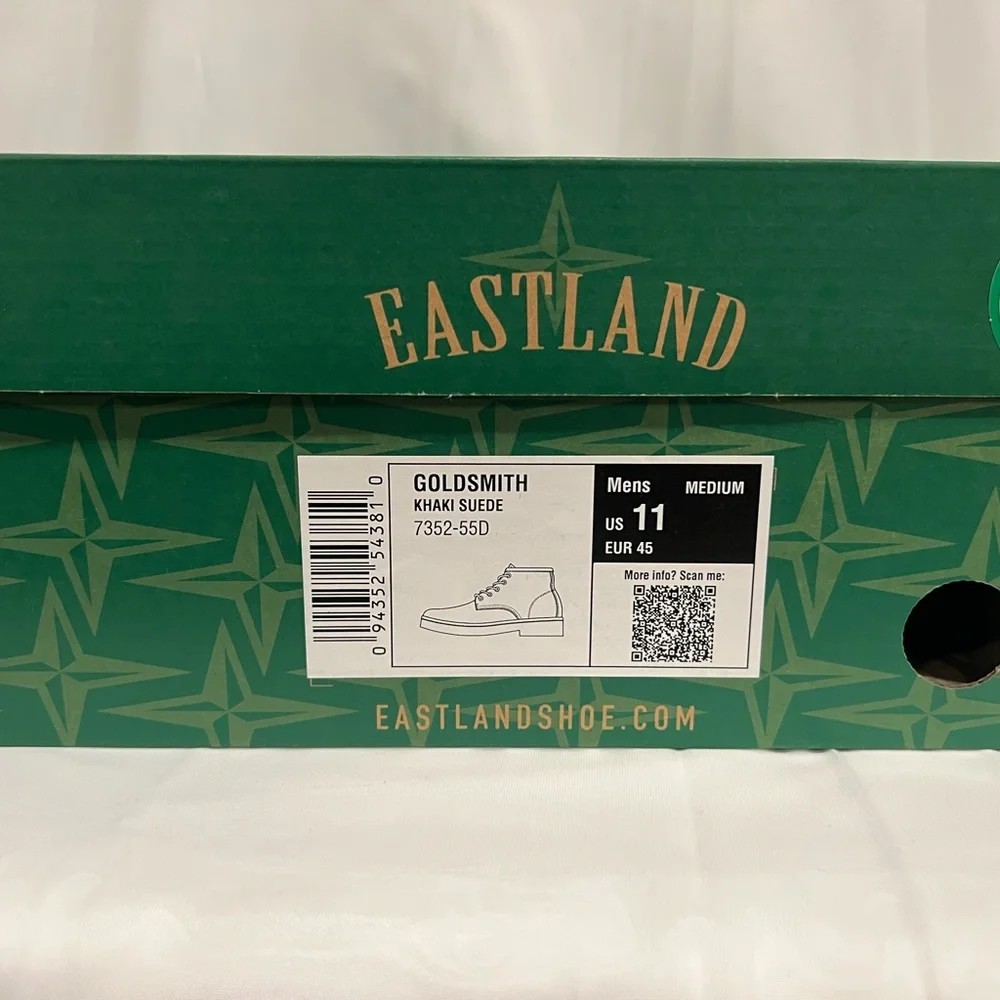 EASTLAND
0 94352 54381 0
GOLDSMITH
KHAKI SUEDE
7352-55D
Mens MEDIUM
US 11
EUR 45
More info? Scan me:
EASTLANDSHOE.COM